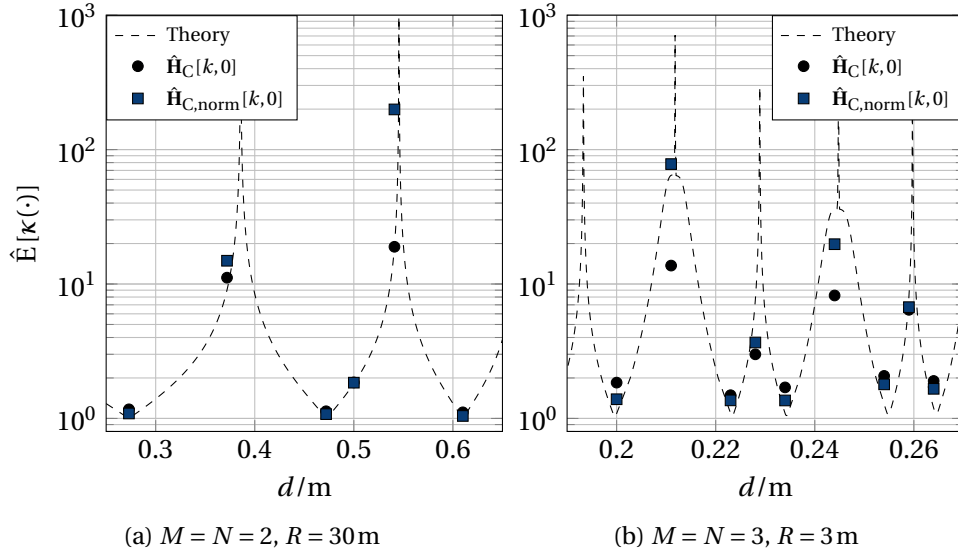 10^3
10^2
10^1
10^0
Ê[κ(·)]
Theory
Ĥ_C[k,0]
Ĥ_C,norm[k,0]
0.3 0.4 0.5 0.6
d/m
(a) M = N = 2, R = 30 m
10^3
10^2
10^1
10^0
Theory
Ĥ_C[k,0]
Ĥ_C,norm[k,0]
0.2 0.22 0.24 0.26
d/m
(b) M = N = 3, R = 3 m